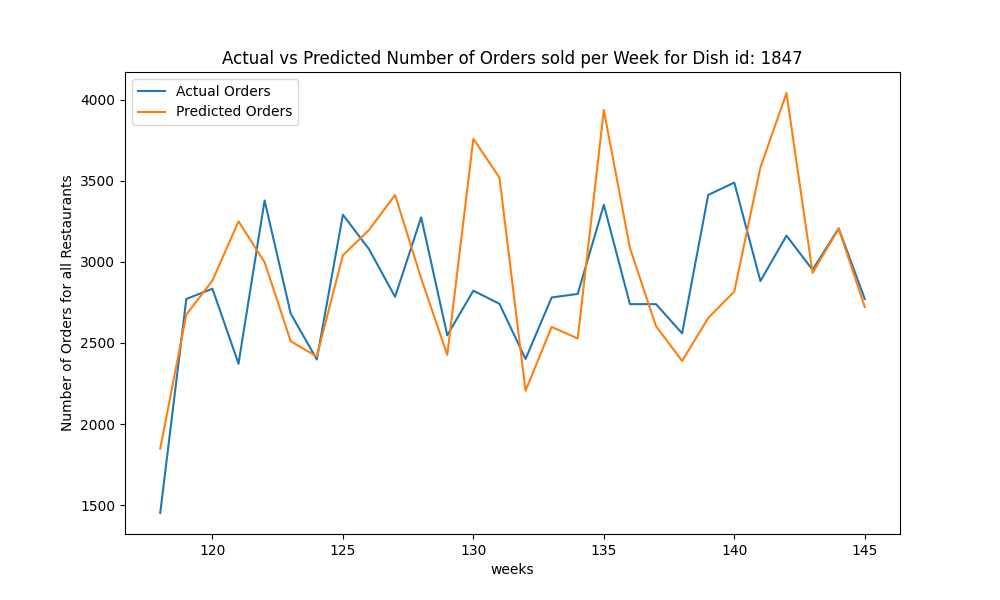 Actual vs Predicted Number of Orders sold per Week for Dish id: 1847
Actual Orders
Predicted Orders
Number of Orders for all Restaurants
4000
3500
3000
2500
2000
1500
120 125 130 135 140 145
weeks